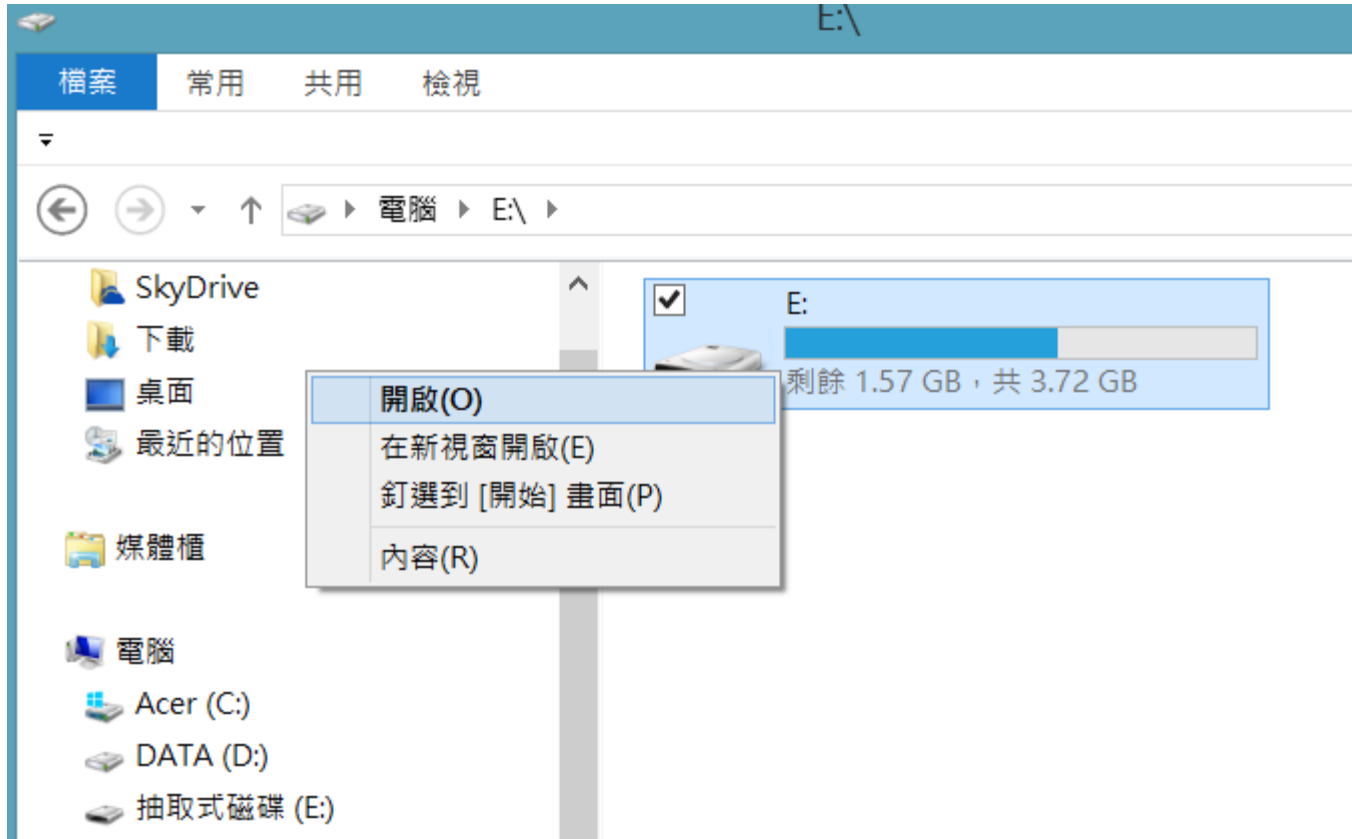 E:\
檔案 常用 共用 檢視
電腦 E:\
SkyDrive
下載
桌面
最近的位置
媒體櫃
電腦
Acer (C:)
DATA (D:)
抽取式磁碟 (E:)
E:
剩餘 1.57 GB，共 3.72 GB
開啟(O)
在新視窗開啟(E)
釘選到 [開始] 畫面(P)
內容(R)